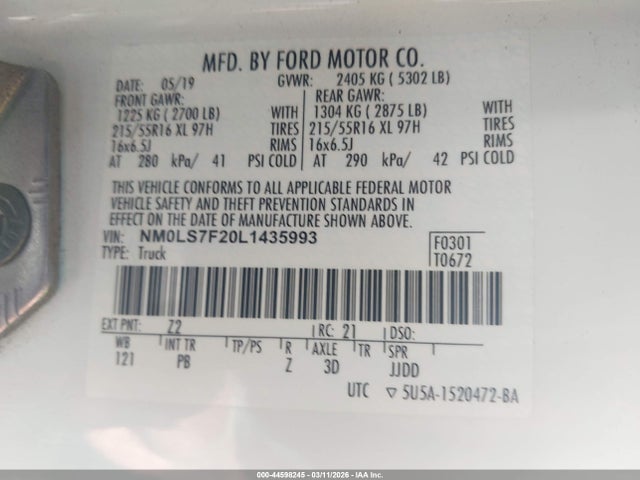 MFD. BY FORD MOTOR CO.
DATE: 05/19 GVWR: 2405 KG ( 5302 LB)
FRONT GAWR: REAR GAWR:
1225 KG ( 2700 LB) WITH 1304 KG ( 2875 LB) WITH
215/55R16 XL 97H TIRES 215/55R16 XL 97H TIRES
16x6.5J RIMS 16x6.5J RIMS
AT 280 kPa/ 41 PSI COLD AT 290 kPa/ 42 PSI COLD
THIS VEHICLE CONFORMS TO ALL APPLICABLE FEDERAL MOTOR
VEHICLE SAFETY AND THEFT PREVENTION STANDARDS IN
EFFECT ON THE DATE OF MANUFACTURE SHOWN ABOVE.
VIN: NM0LS7F20L1435993 F0301
TYPE: Truck T0672
EXT PNT: Z2 RC: 21 DSO:
WB INT TR TP/PS R AXLE TR SPR
121 PB Z 3D JJDD
UTC ▽ 5U5A-1520472-BA
000-44598245 - 03/11/2026 - IAA Inc.